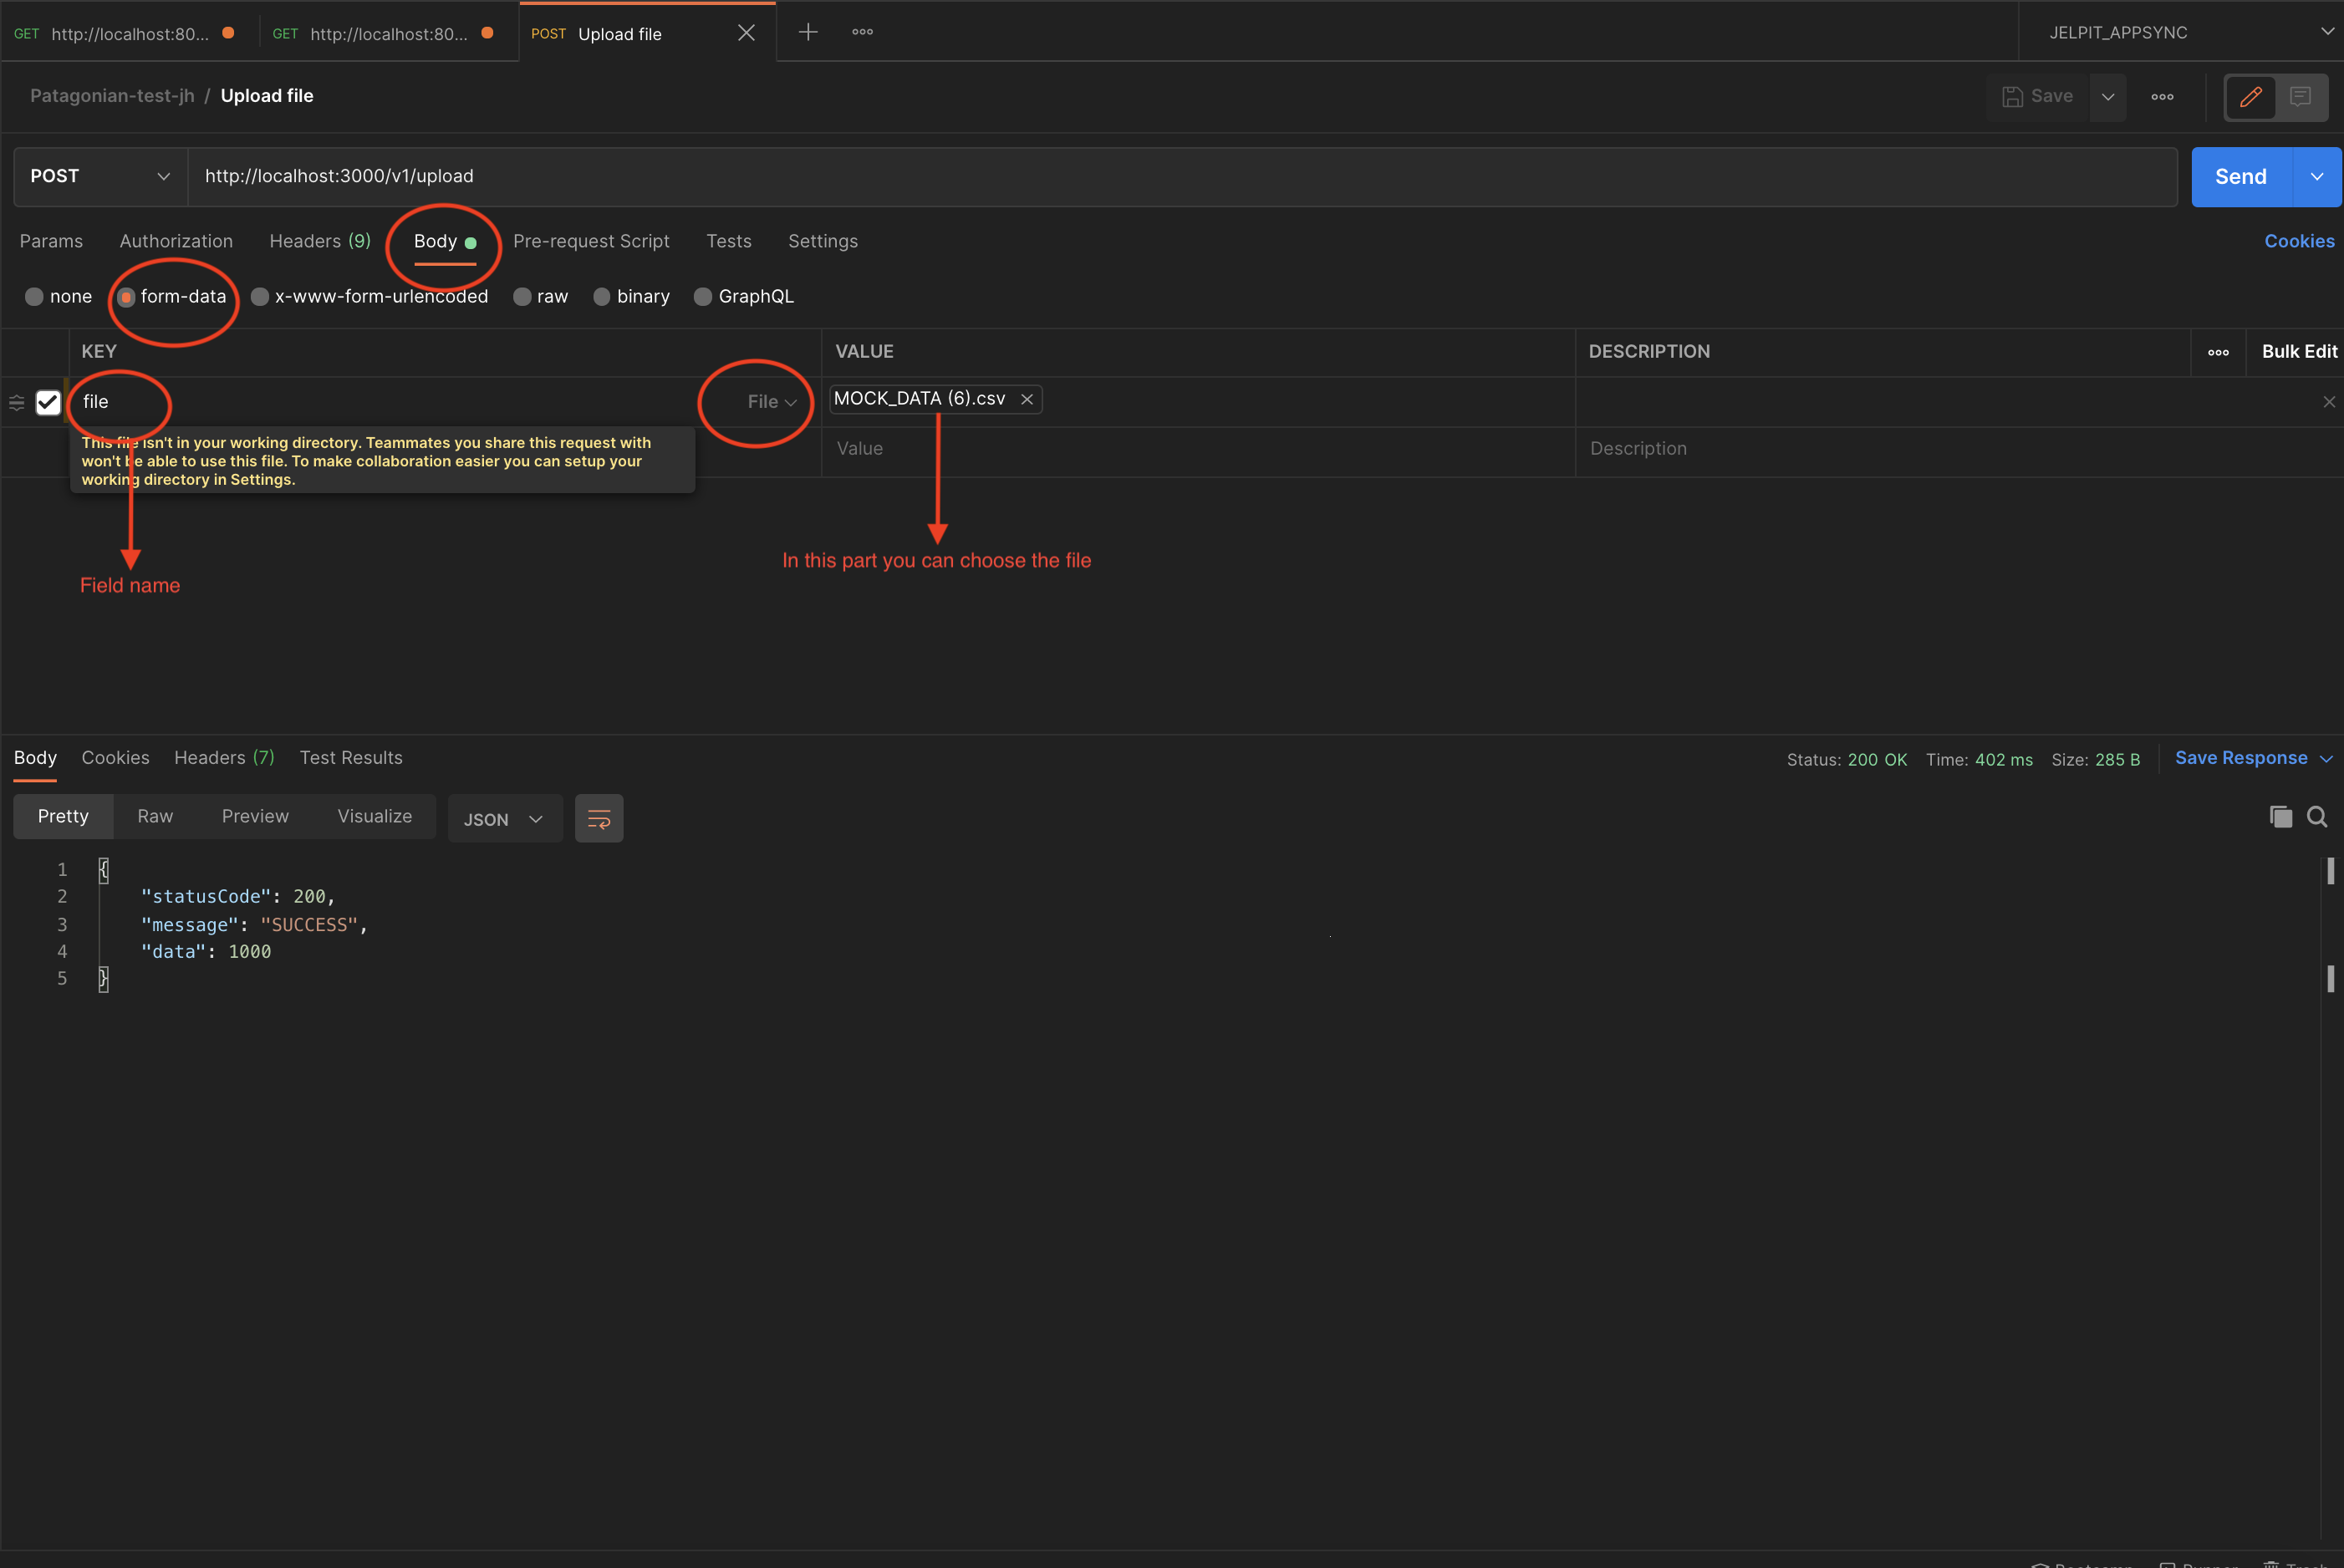 GET http://localhost:80... GET http://localhost:80... POST Upload file JELPIT_APPSYNC
Patagonian-test-jh / Upload file Save
POST http://localhost:3000/v1/upload Send
Params Authorization Headers (9) Body Pre-request Script Tests Settings Cookies
none form-data x-www-form-urlencoded raw binary GraphQL
KEY VALUE DESCRIPTION Bulk Edit
file File MOCK_DATA (6).csv
Value Description
This file isn't in your working directory. Teammates you share this request with
won't be able to use this file. To make collaboration easier you can setup your
working directory in Settings.
In this part you can choose the file
Field name
Body Cookies Headers (7) Test Results Status: 200 OK Time: 402 ms Size: 285 B Save Response
Pretty Raw Preview Visualize JSON
1 {
2 "statusCode": 200,
3 "message": "SUCCESS",
4 "data": 1000
5 }